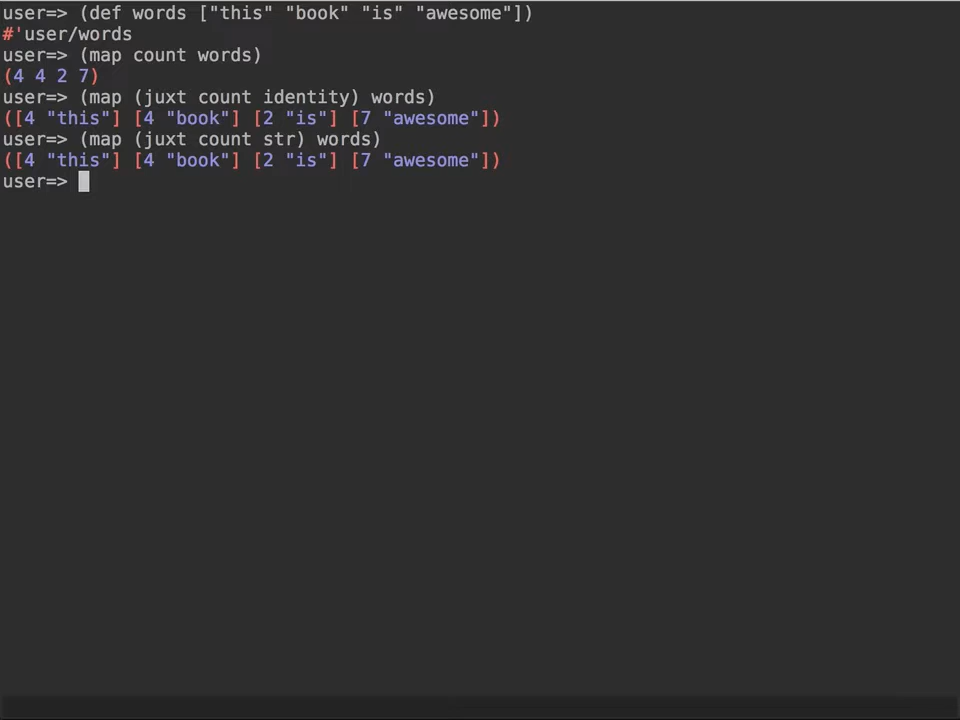 user=> (def words ["this" "book" "is" "awesome"])
#'user/words
user=> (map count words)
(4 4 2 7)
user=> (map (juxt count identity) words)
([4 "this"] [4 "book"] [2 "is"] [7 "awesome"])
user=> (map (juxt count str) words)
([4 "this"] [4 "book"] [2 "is"] [7 "awesome"])
user=>